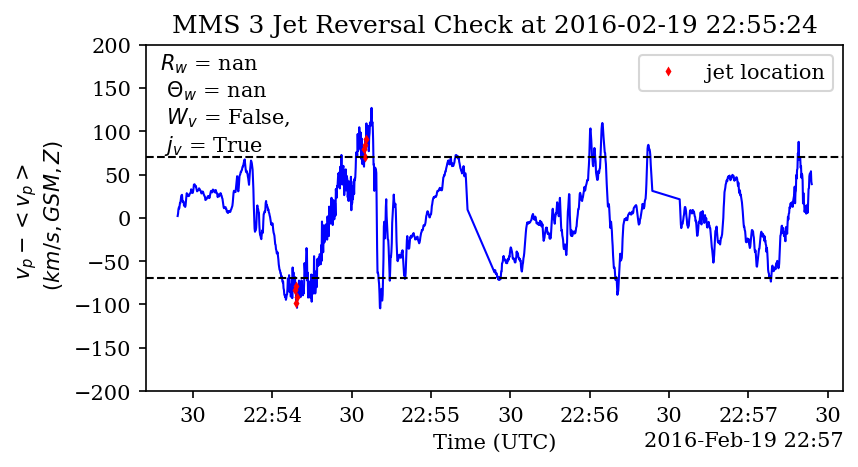 MMS 3 Jet Reversal Check at 2016-02-19 22:55:24
200
150
100
50
0
−50
−100
−150
−200
v_p − < v_p >
(km/s, GSM, Z)
R_w = nan
Θ_w = nan
W_v = False,
j_v = True
jet location
30 22:54 30 22:55 30 22:56 30 22:57 30
Time (UTC)
2016-Feb-19 22:57